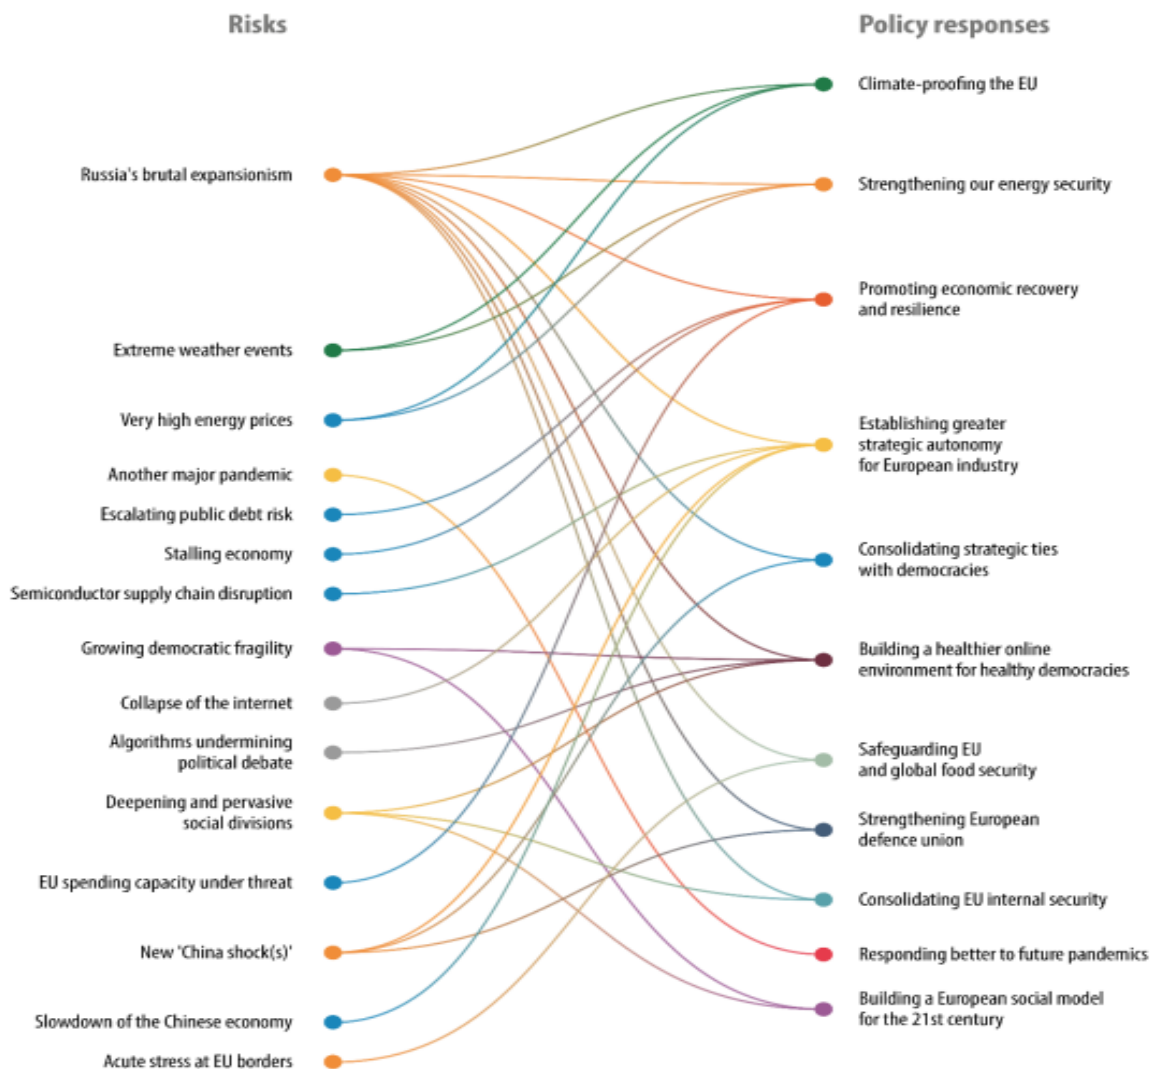 Risks
Policy responses
Climate-proofing the EU
Russia's brutal expansionism
Strengthening our energy security
Promoting economic recovery
and resilience
Extreme weather events
Very high energy prices
Establishing greater
strategic autonomy
for European industry
Another major pandemic
Escalating public debt risk
Stalling economy
Consolidating strategic ties
with democracies
Semiconductor supply chain disruption
Growing democratic fragility
Building a healthier online
environment for healthy democracies
Collapse of the internet
Algorithms undermining
political debate
Safeguarding EU
and global food security
Deepening and pervasive
social divisions
Strengthening European
defence union
EU spending capacity under threat
Consolidating EU internal security
New 'China shock(s)'
Responding better to future pandemics
Slowdown of the Chinese economy
Building a European social model
for the 21st century
Acute stress at EU borders